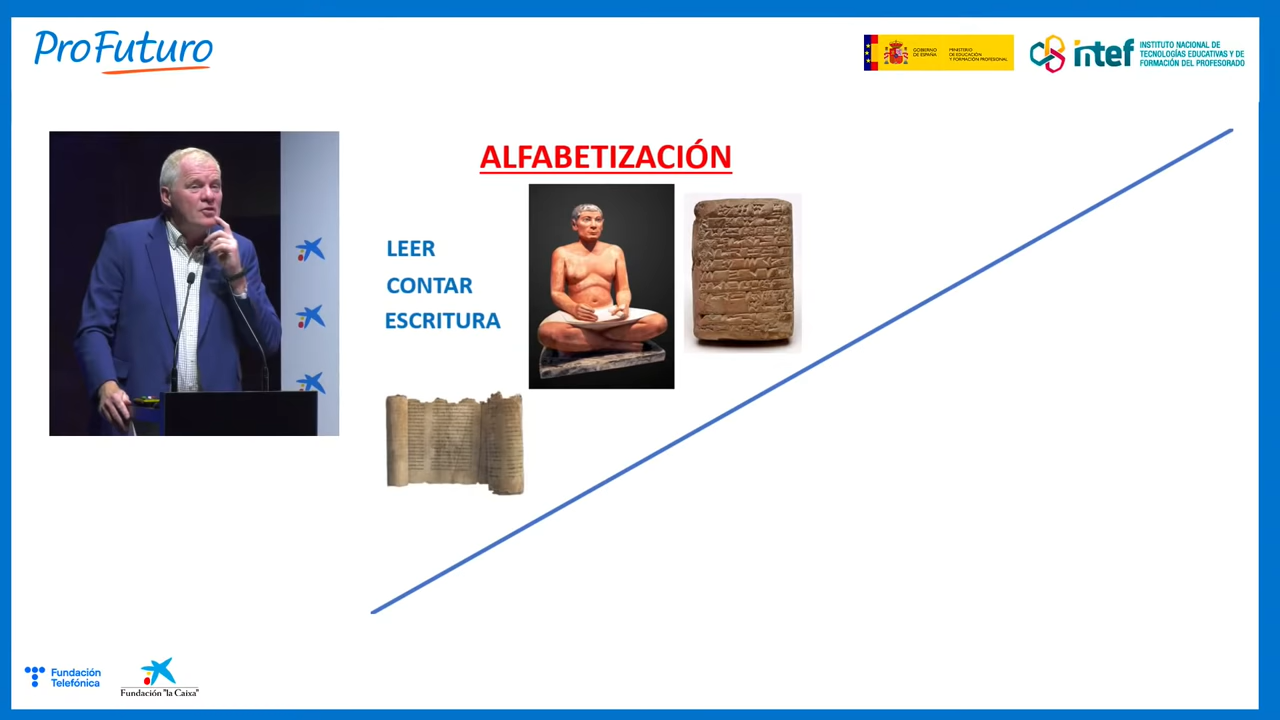 ProFuturo
GOBIERNO
DE ESPAÑA
MINISTERIO
DE EDUCACIÓN
Y FORMACIÓN PROFESIONAL
intef
INSTITUTO NACIONAL DE
TECNOLOGÍAS EDUCATIVAS Y DE
FORMACIÓN DEL PROFESORADO
ALFABETIZACIÓN
LEER
CONTAR
ESCRITURA
Fundación
Telefónica
Fundación "la Caixa"